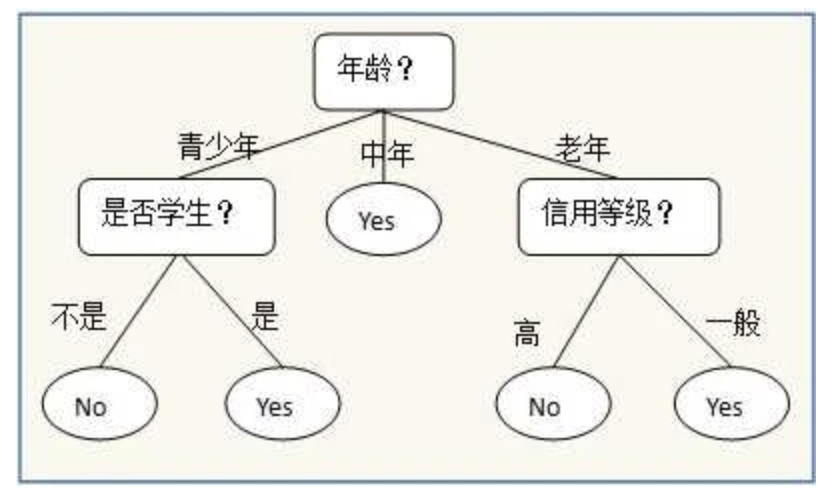 年龄？
青少年
中年
老年
是否学生？
Yes
信用等级？
不是
是
高
一般
No
Yes
No
Yes